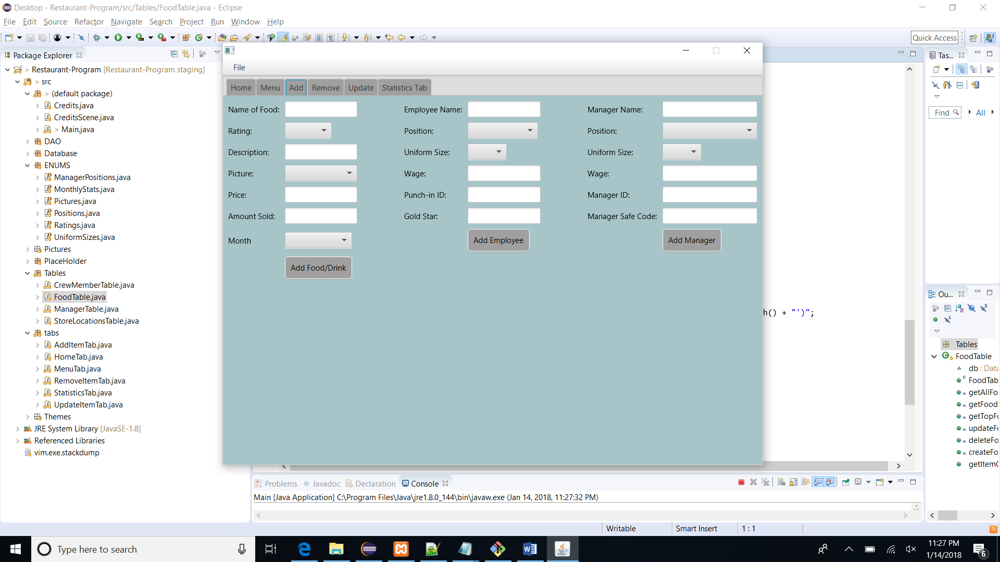 Desktop - Restaurant-Program/src/Tables/FoodTable.java - Eclipse
File Edit Source Refactor Navigate Search Project Run Window Help
Quick Access
Package Explorer
> Restaurant-Program [Restaurant-Program staging]
> src
> (default package)
Credits.java
CreditsScene.java
> Main.java
DAO
Database
ENUMS
ManagerPositions.java
MonthlyStats.java
Pictures.java
Positions.java
Ratings.java
UniformSizes.java
Pictures
PlaceHolder
Tables
CrewMemberTable.java
FoodTable.java
ManagerTable.java
StoreLocationsTable.java
tabs
AddItemTab.java
HomeTab.java
MenuTab.java
RemoveItemTab.java
StatisticsTab.java
UpdateItemTab.java
Themes
JRE System Library [JavaSE-1.8]
Referenced Libraries
vim.exe.stackdump
File
Home Menu Add Remove Update Statistics Tab
Name of Food: Employee Name: Manager Name:
Rating: Position: Position:
Description: Uniform Size: Uniform Size:
Picture: Wage: Wage:
Price: Punch-in ID: Manager ID:
Amount Sold: Gold Star: Manager Safe Code:
Month Add Employee Add Manager
Add Food/Drink
h() + "')";
Tas...
Find All
Ou...
Tables
FoodTable
db : Data
FoodTab
getAllFo
getFood
getTopFo
updateFo
deleteFo
createFo
getItemC
Problems @ Javadoc Declaration Console
Main [Java Application] C:\Program Files\Java\jre1.8.0_144\bin\javaw.exe (Jan 14, 2018, 11:27:32 PM)
Writable Smart Insert 1 : 1
Type here to search
11:27 PM
1/14/2018
6